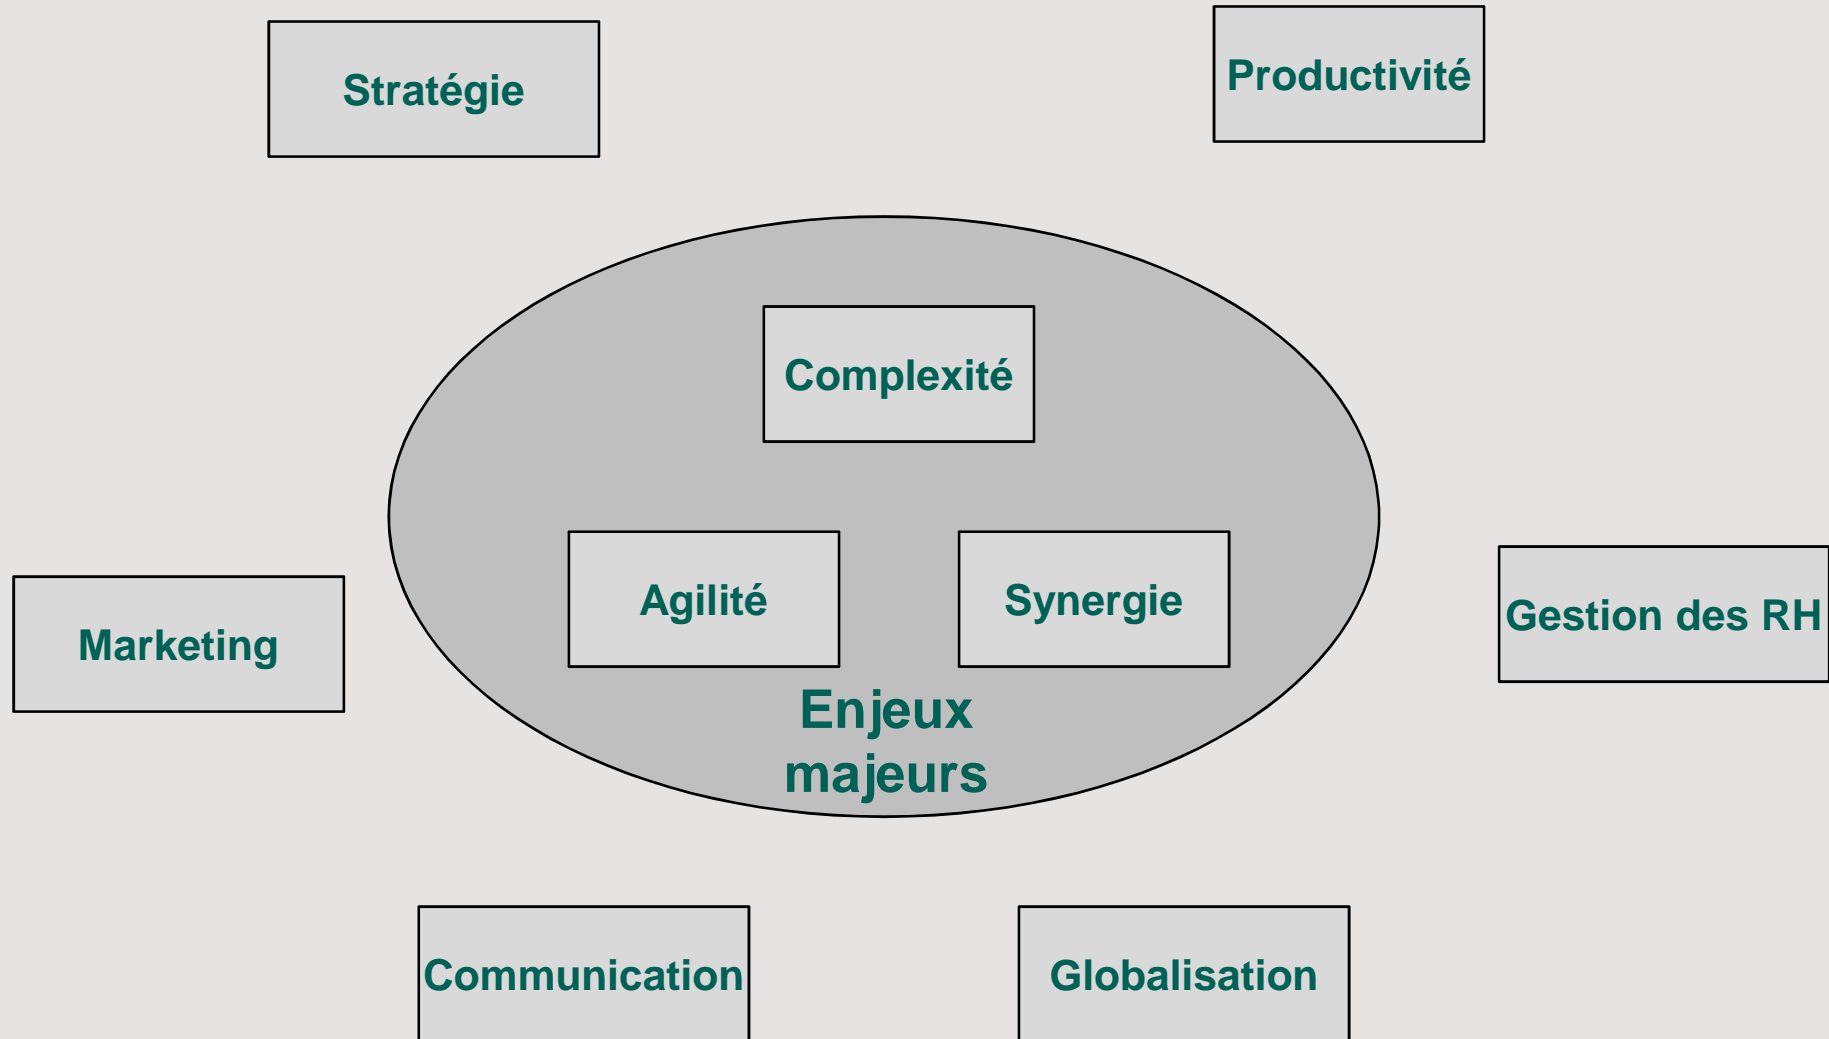 Stratégie
Productivité
Complexité
Agilité
Synergie
Marketing
Gestion des RH
Enjeux
majeurs
Communication
Globalisation